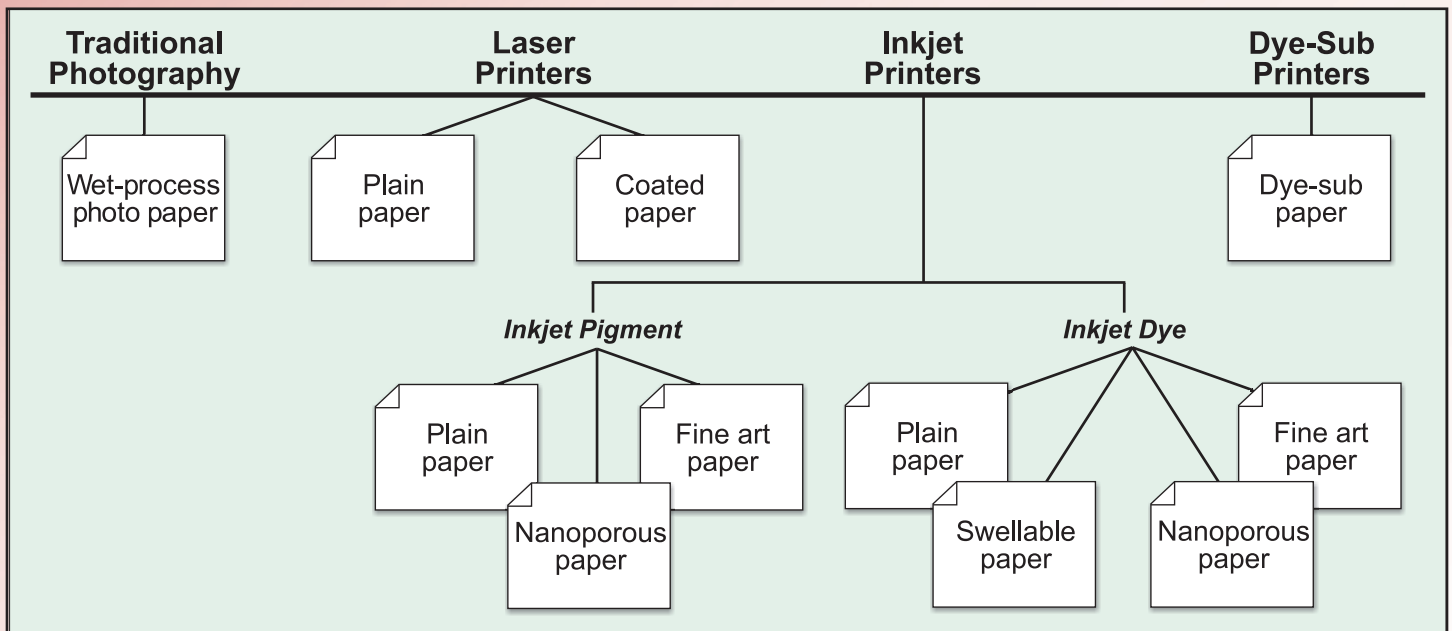 Traditional
Photography
Laser
Printers
Inkjet
Printers
Dye-Sub
Printers
Wet-process
photo paper
Plain
paper
Coated
paper
Dye-sub
paper
Inkjet Pigment
Inkjet Dye
Plain
paper
Nanoporous
paper
Fine art
paper
Plain
paper
Swellable
paper
Nanoporous
paper
Fine art
paper